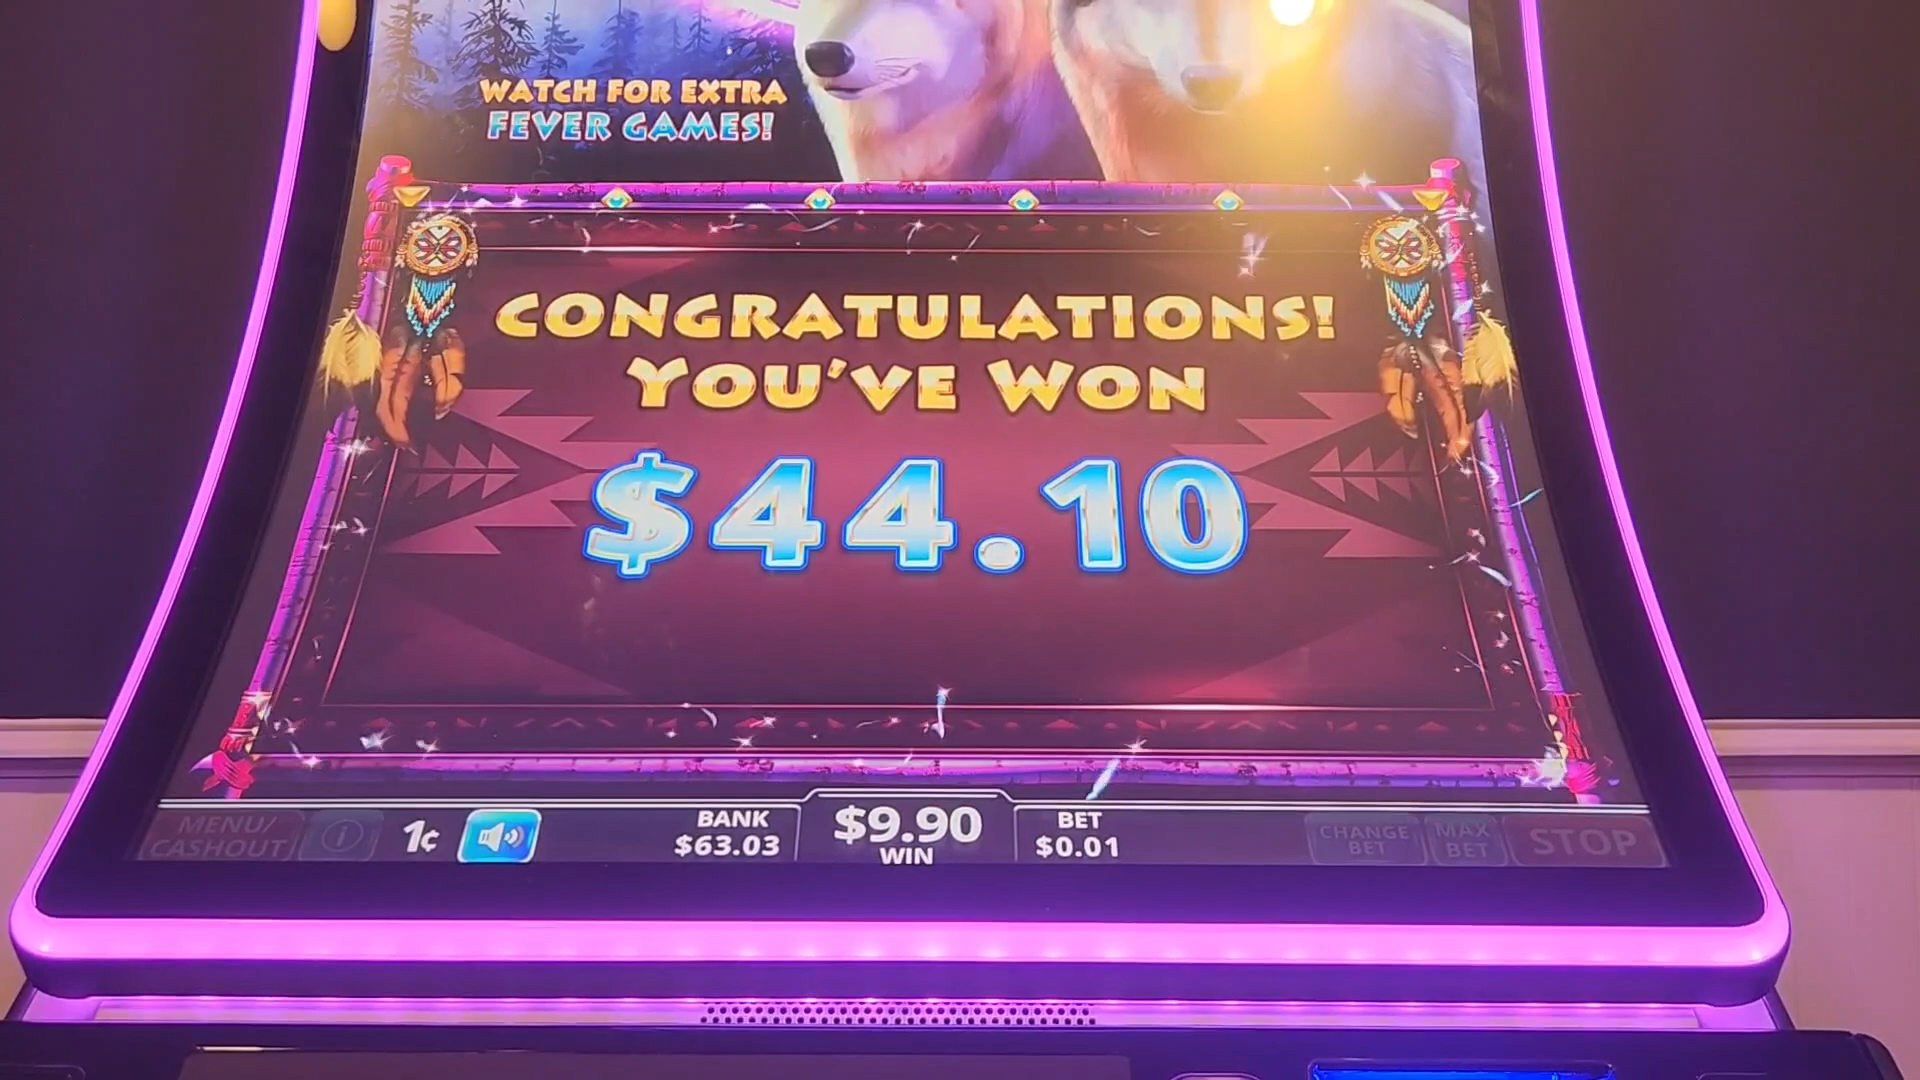 WATCH FOR EXTRA
FEVER GAMES!
CONGRATULATIONS!
YOU'VE WON
$44.10
MENU/
CASHOUT
i
1¢
BANK
$63.03
$9.90
WIN
BET
$0.01
CHANGE
BET
MAX
BET
STOP